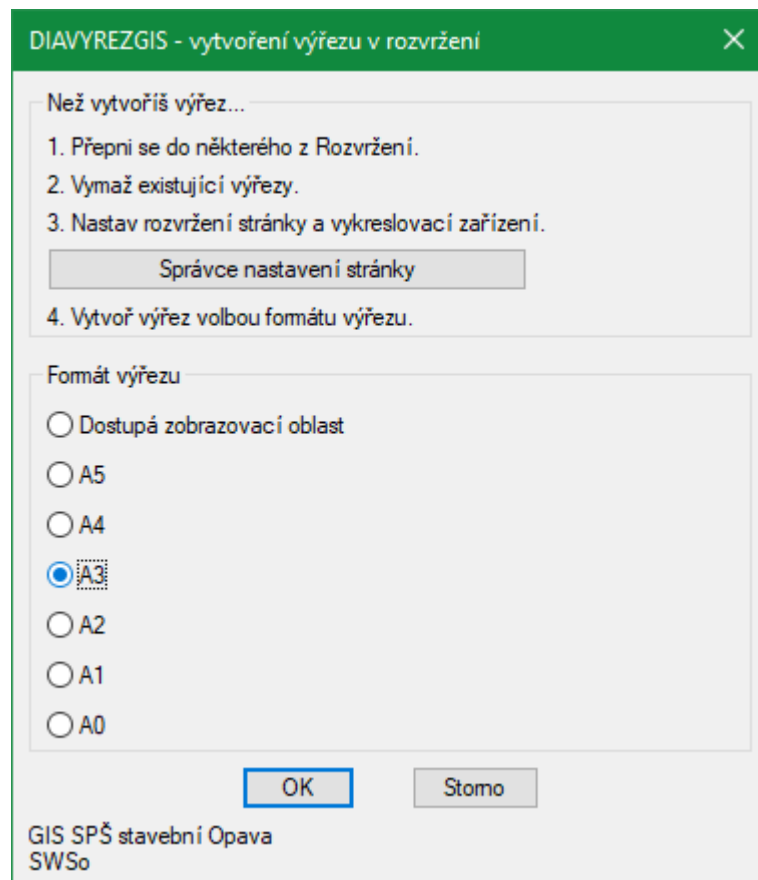 DIAVYREZGIS - vytvoření výřezu v rozvržení
Než vytvoříš výřez...
1. Přepni se do některého z Rozvržení.
2. Vymaž existující výřezy.
3. Nastav rozvržení stránky a vykreslovací zařízení.
Správce nastavení stránky
4. Vytvoř výřez volbou formátu výřezu.
Formát výřezu
Dostupá zobrazovací oblast
A5
A4
A3
A2
A1
A0
OK
Storno
GIS SPŠ stavební Opava
SWSo